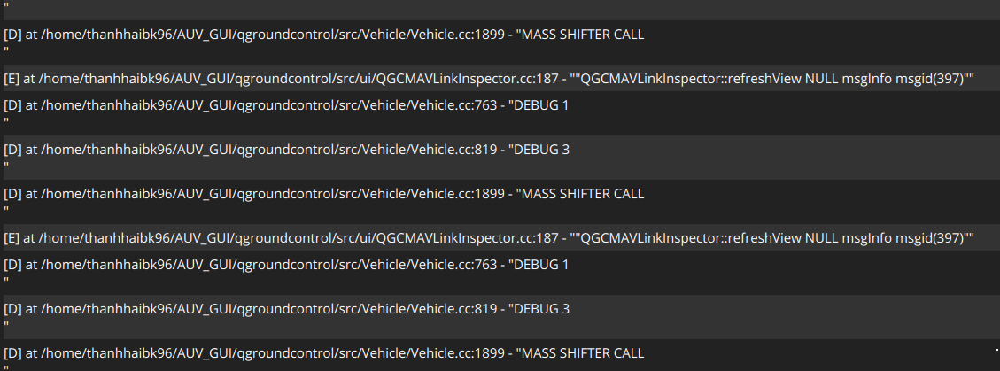 "
[D] at /home/thanhhaibk96/AUV_GUI/qgroundcontrol/src/Vehicle/Vehicle.cc:1899 - "MASS SHIFTER CALL
"
[E] at /home/thanhhaibk96/AUV_GUI/qgroundcontrol/src/ui/QGCMAVLinkInspector.cc:187 - ""QGCMAVLinkInspector::refreshView NULL msgInfo msgid(397)""
[D] at /home/thanhhaibk96/AUV_GUI/qgroundcontrol/src/Vehicle/Vehicle.cc:763 - "DEBUG 1
"
[D] at /home/thanhhaibk96/AUV_GUI/qgroundcontrol/src/Vehicle/Vehicle.cc:819 - "DEBUG 3
"
[D] at /home/thanhhaibk96/AUV_GUI/qgroundcontrol/src/Vehicle/Vehicle.cc:1899 - "MASS SHIFTER CALL
"
[E] at /home/thanhhaibk96/AUV_GUI/qgroundcontrol/src/ui/QGCMAVLinkInspector.cc:187 - ""QGCMAVLinkInspector::refreshView NULL msgInfo msgid(397)""
[D] at /home/thanhhaibk96/AUV_GUI/qgroundcontrol/src/Vehicle/Vehicle.cc:763 - "DEBUG 1
"
[D] at /home/thanhhaibk96/AUV_GUI/qgroundcontrol/src/Vehicle/Vehicle.cc:819 - "DEBUG 3
"
[D] at /home/thanhhaibk96/AUV_GUI/qgroundcontrol/src/Vehicle/Vehicle.cc:1899 - "MASS SHIFTER CALL
"